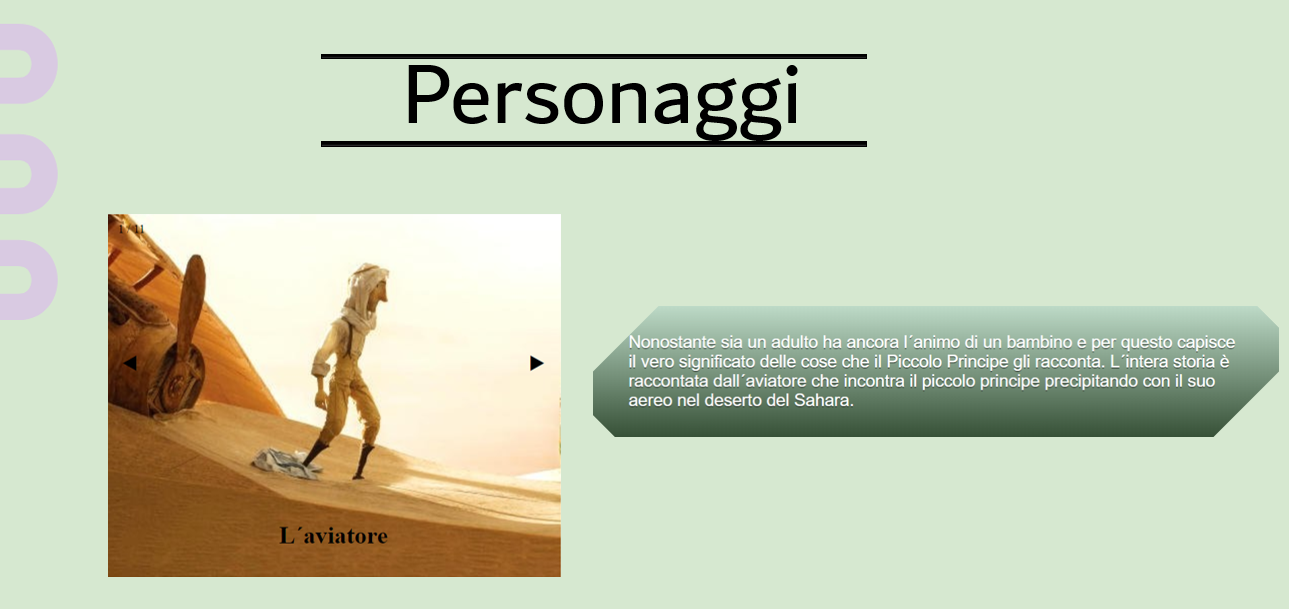 Personaggi
1 / 11
L´aviatore
Nonostante sia un adulto ha ancora l´animo di un bambino e per questo capisce
il vero significato delle cose che il Piccolo Principe gli racconta. L´intera storia è
raccontata dall´aviatore che incontra il piccolo principe precipitando con il suo
aereo nel deserto del Sahara.